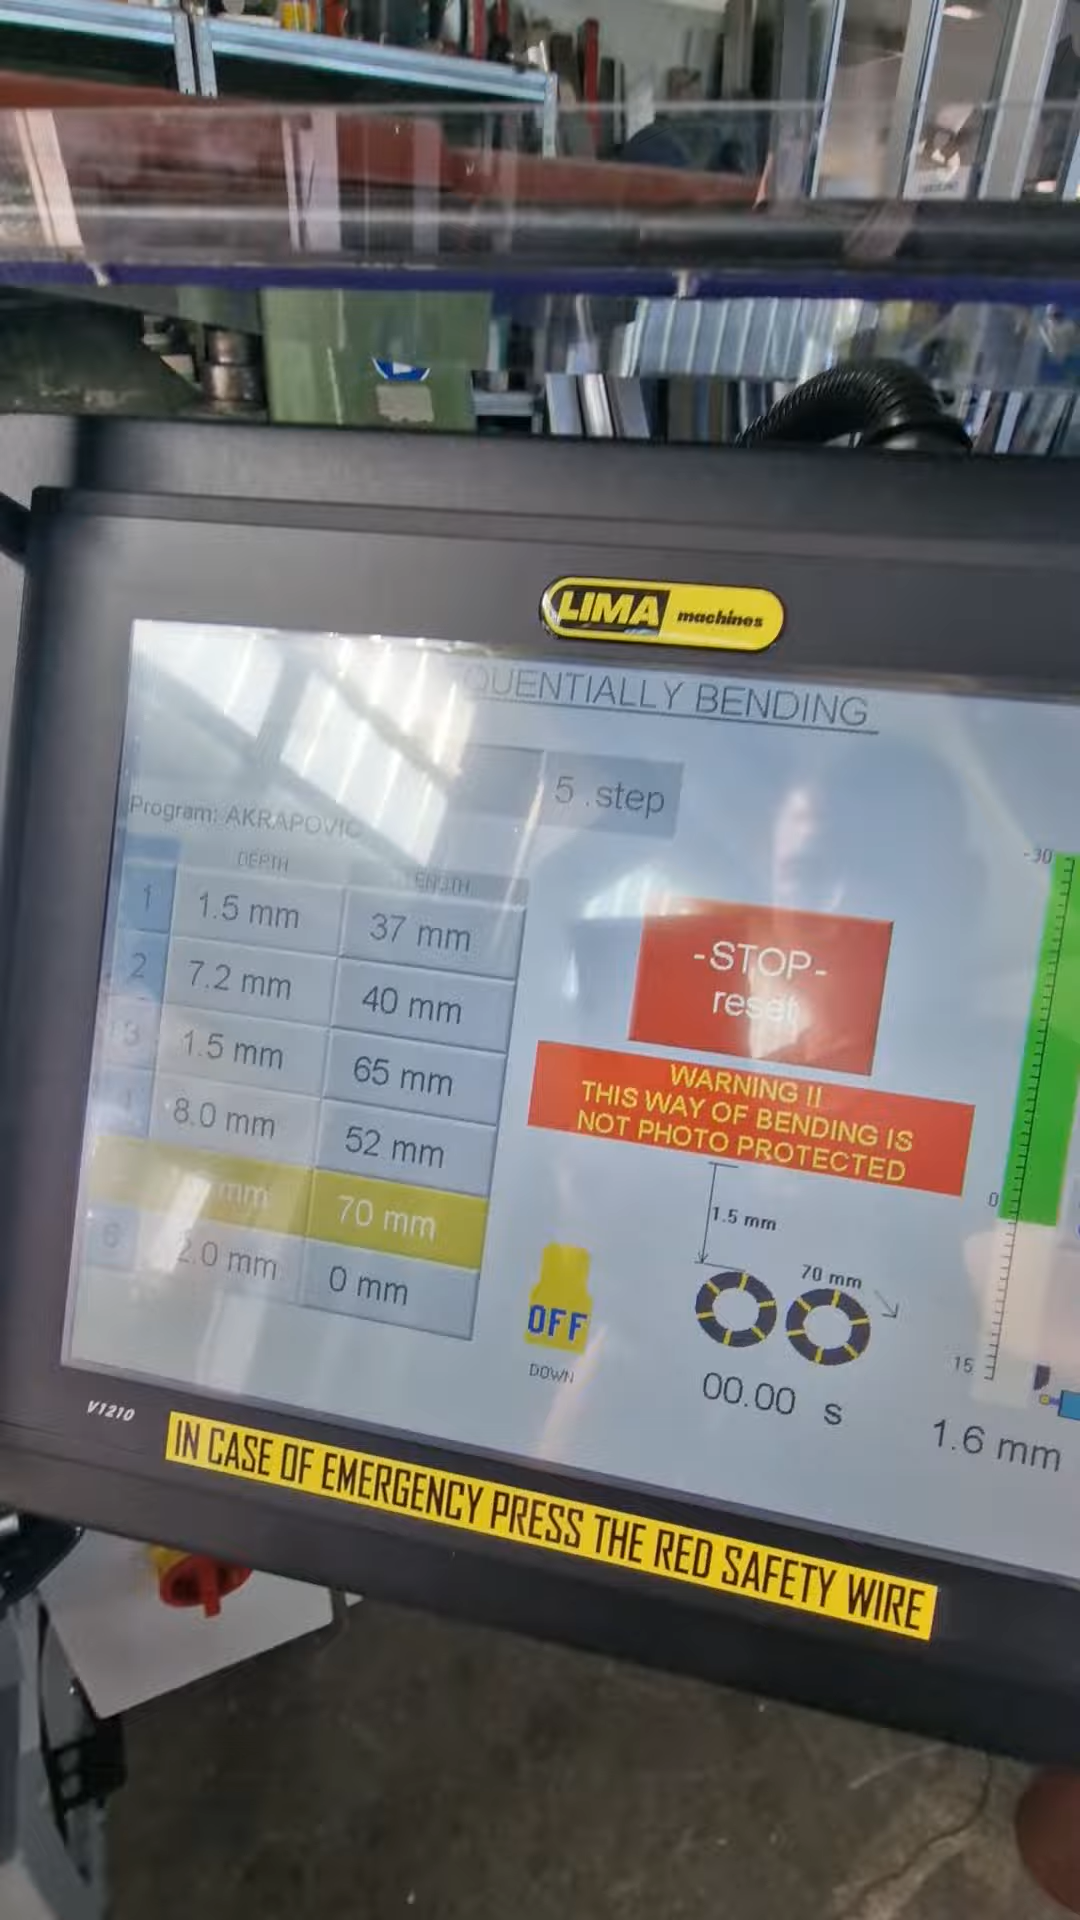 LIMA machines
QUENTIALLY BENDING
5 .step
Program: AKRAPOVIC
DEPTH
1 1.5 mm 37 mm
2 7.2 mm 40 mm
3 1.5 mm 65 mm
8.0 mm 52 mm
mm 70 mm
6 2.0 mm 0 mm
-STOP-
reset
WARNING !!
THIS WAY OF BENDING IS
NOT PHOTO PROTECTED
1.5 mm
70 mm
OFF
DOWN
00.00 s
-30
0
15
1.6 mm
V1210
IN CASE OF EMERGENCY PRESS THE RED SAFETY WIRE